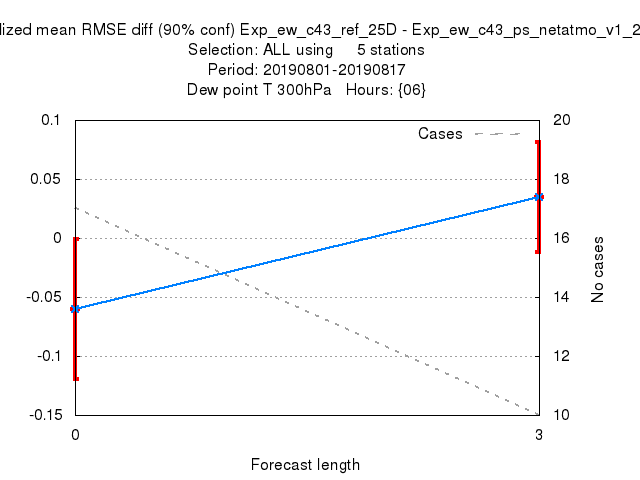 lized mean RMSE diff (90% conf) Exp_ew_c43_ref_25D - Exp_ew_c43_ps_netatmo_v1_2
Selection: ALL using     5 stations
Period: 20190801-20190817
Dew point T 300hPa   Hours: {06}
Cases
0.1
0.05
0
-0.05
-0.1
-0.15
20
18
16
14
12
10
No cases
0
3
Forecast length